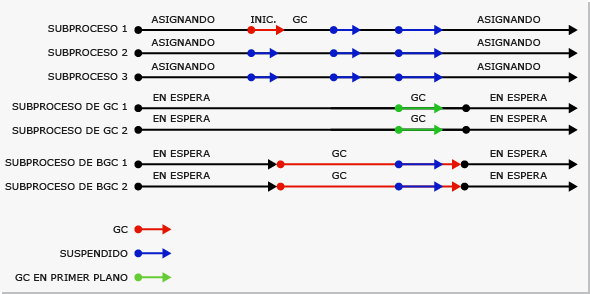 ASIGNANDO INIC. GC ASIGNANDO
SUBPROCESO 1
ASIGNANDO ASIGNANDO
SUBPROCESO 2
ASIGNANDO ASIGNANDO
SUBPROCESO 3
EN ESPERA GC EN ESPERA
SUBPROCESO DE GC 1
EN ESPERA GC EN ESPERA
SUBPROCESO DE GC 2
EN ESPERA GC EN ESPERA
SUBPROCESO DE BGC 1
EN ESPERA GC EN ESPERA
SUBPROCESO DE BGC 2
GC
SUSPENDIDO
GC EN PRIMER PLANO